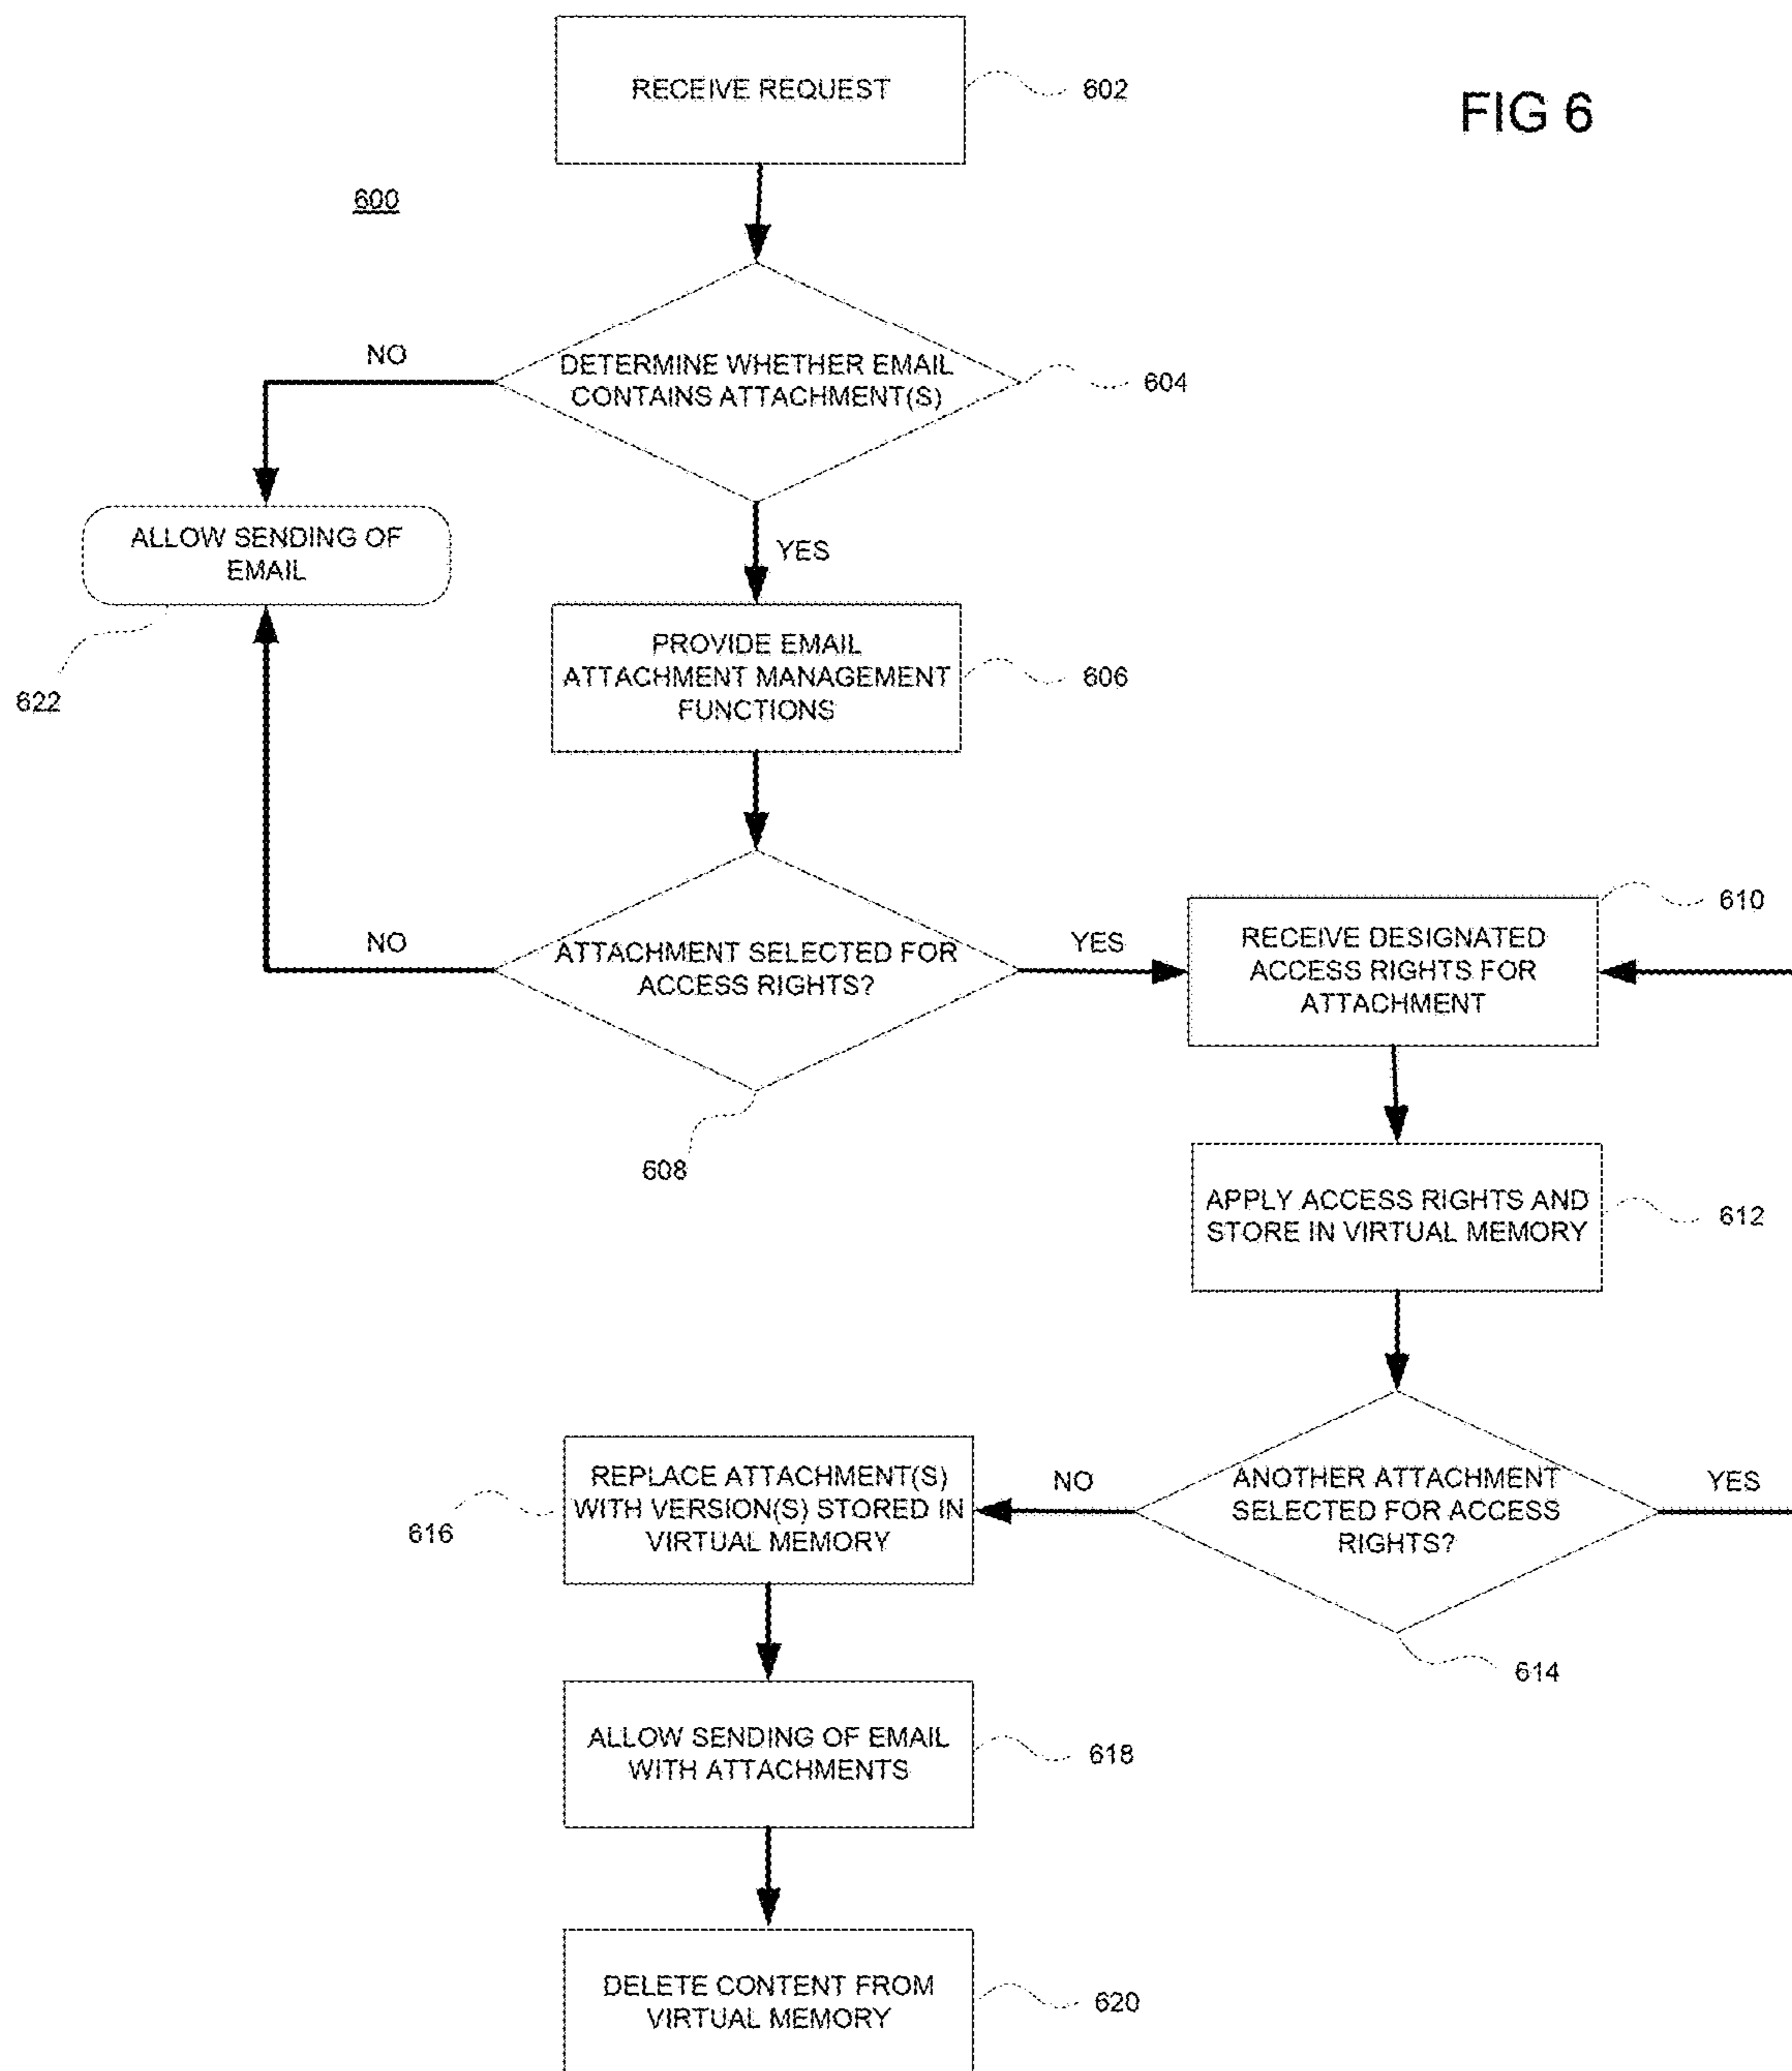 RECEIVE REQUEST
602
FIG 6
600
DETERMINE WHETHER EMAIL
CONTAINS ATTACHMENT(S)
604
NO
YES
ALLOW SENDING OF
EMAIL
622
PROVIDE EMAIL
ATTACHMENT MANAGEMENT
FUNCTIONS
606
ATTACHMENT SELECTED FOR
ACCESS RIGHTS?
608
NO
YES
RECEIVE DESIGNATED
ACCESS RIGHTS FOR
ATTACHMENT
610
APPLY ACCESS RIGHTS AND
STORE IN VIRTUAL MEMORY
612
ANOTHER ATTACHMENT
SELECTED FOR ACCESS
RIGHTS?
614
NO
YES
REPLACE ATTACHMENT(S)
WITH VERSION(S) STORED IN
VIRTUAL MEMORY
616
ALLOW SENDING OF EMAIL
WITH ATTACHMENTS
618
DELETE CONTENT FROM
VIRTUAL MEMORY
620